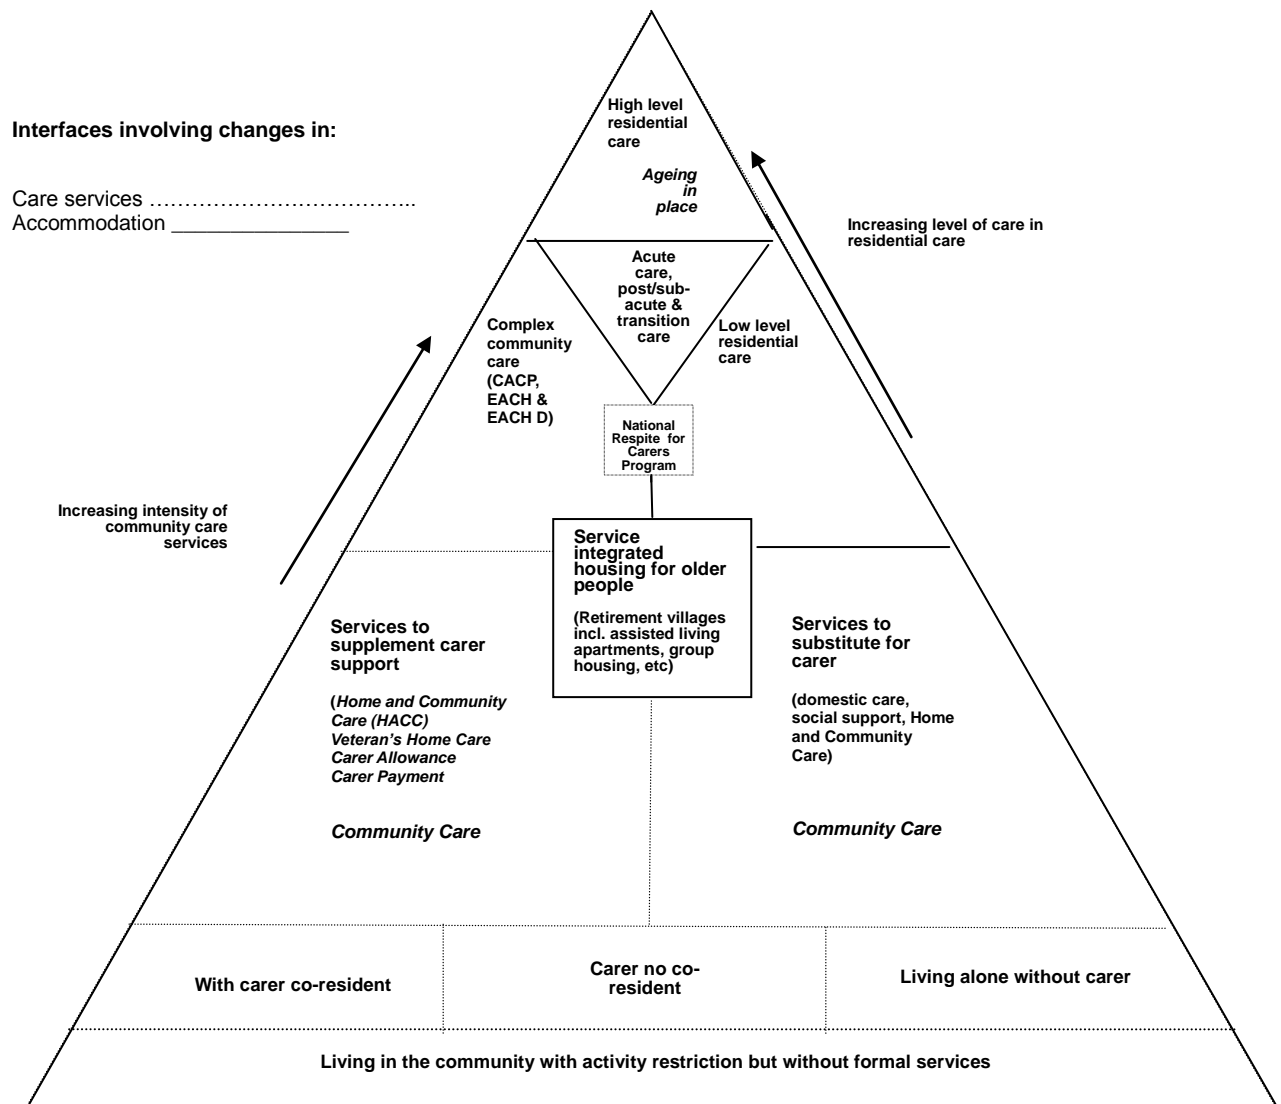 High level
residential
care
Interfaces involving changes in:
Ageing
in
place
Care services …………………………………..
Accommodation ________________
Increasing level of care in
residential care
Acute
care,
post/sub-
acute &
transition
care
Complex
community
care
(CACP,
EACH &
EACH D)
Low level
residential
care
National
Respite for
Carers
Program
Increasing intensity of
community care
services
Service
integrated
housing for older
people
(Retirement villages
incl. assisted living
apartments, group
housing, etc)
Services to
supplement carer
support
(Home and Community
Care (HACC)
Veteran's Home Care
Carer Allowance
Carer Payment
Community Care
Services to
substitute for
carer
(domestic care,
social support, Home
and Community
Care)
Community Care
With carer co-resident
Carer no co-
resident
Living alone without carer
Living in the community with activity restriction but without formal services